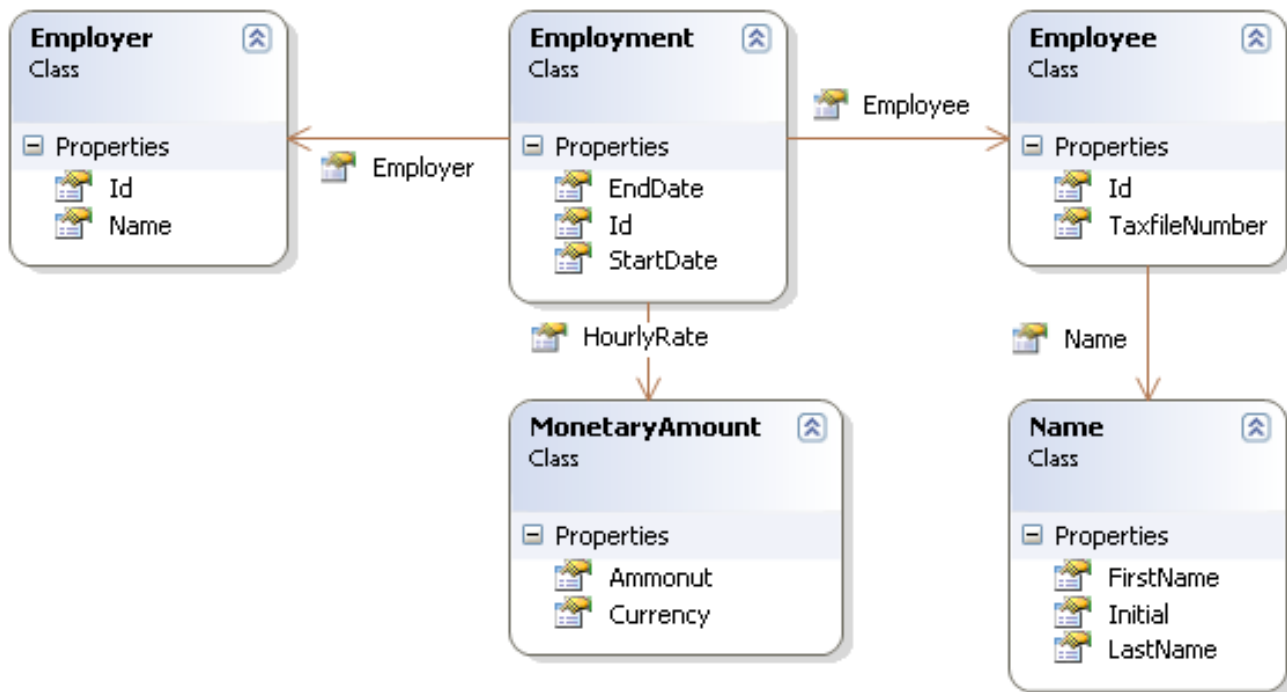 Employer
Class
Properties
Id
Name
Employer
Employment
Class
Properties
EndDate
Id
StartDate
Employee
Employee
Class
Properties
Id
TaxfileNumber
HourlyRate
Name
MonetaryAmount
Class
Properties
Ammonut
Currency
Name
Class
Properties
FirstName
Initial
LastName